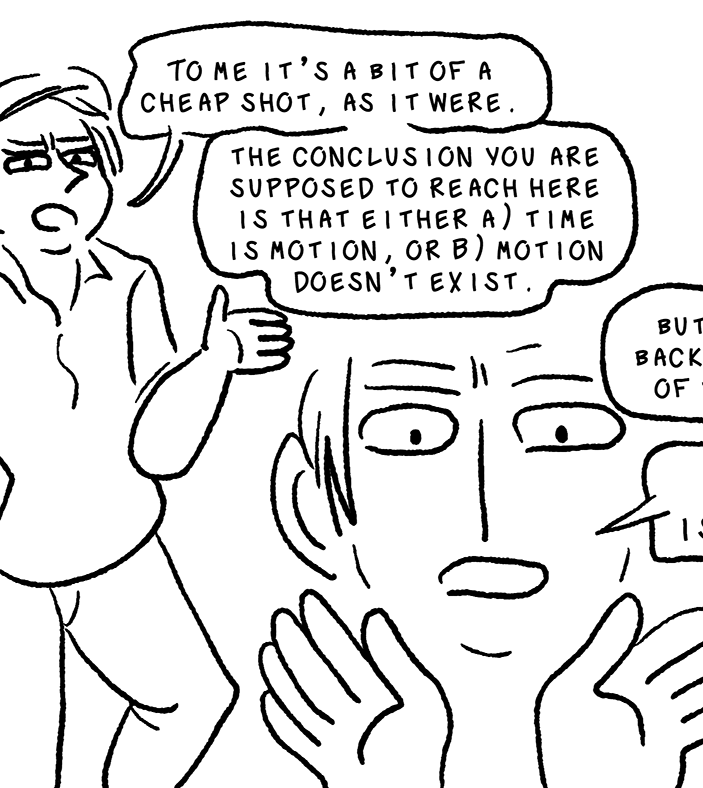 TO ME IT'S A BIT OF A
CHEAP SHOT, AS IT WERE.
THE CONCLUSION YOU ARE
SUPPOSED TO REACH HERE
IS THAT EITHER A) TIME
IS MOTION, OR B) MOTION
DOESN'T EXIST.
BUT
BACK
OF
IS